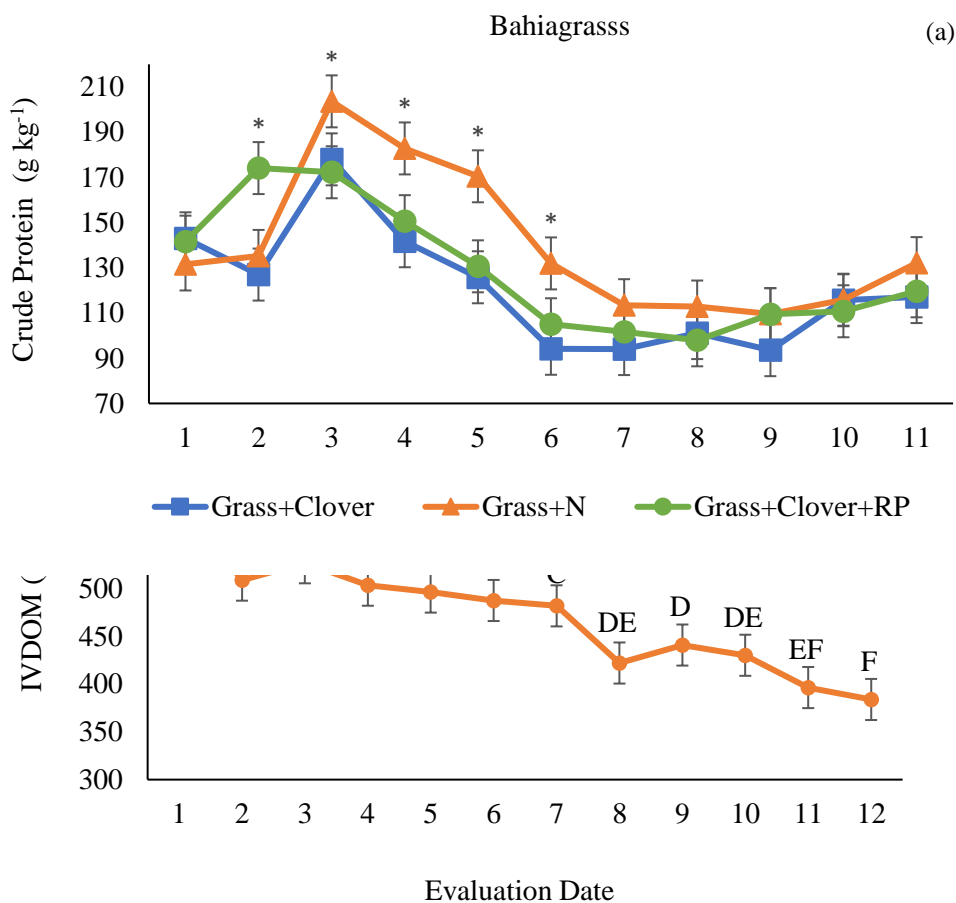 Bahiagrasss
(a)
Crude Protein (g kg-1)
210
190
170
150
130
110
90
70
* * * * * *
1 2 3 4 5 6 7 8 9 10 11
Grass+Clover Grass+N Grass+Clover+RP
IVDOM (
500
450
400
350
300
DE D DE EF F
1 2 3 4 5 6 7 8 9 10 11 12
Evaluation Date